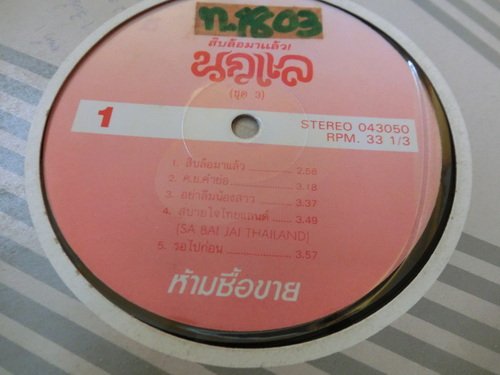 ท.1803
สิบล้อมาแล้ว!
นกแล
(ชุด 3)
1
STEREO 043050
RPM. 33 1/3
1. สิบล้อมาแล้ว ............ 2.58
2. ค.ย.คำย่อ ............ 3.18
3. อย่าลืมน้องสาว ............ 3.37
4. สบายใจไทยแลนด์ ............ 3.49
(SA BAI JAI THAILAND)
5. รอไปก่อน ............ 3.57
ห้ามซื้อขาย